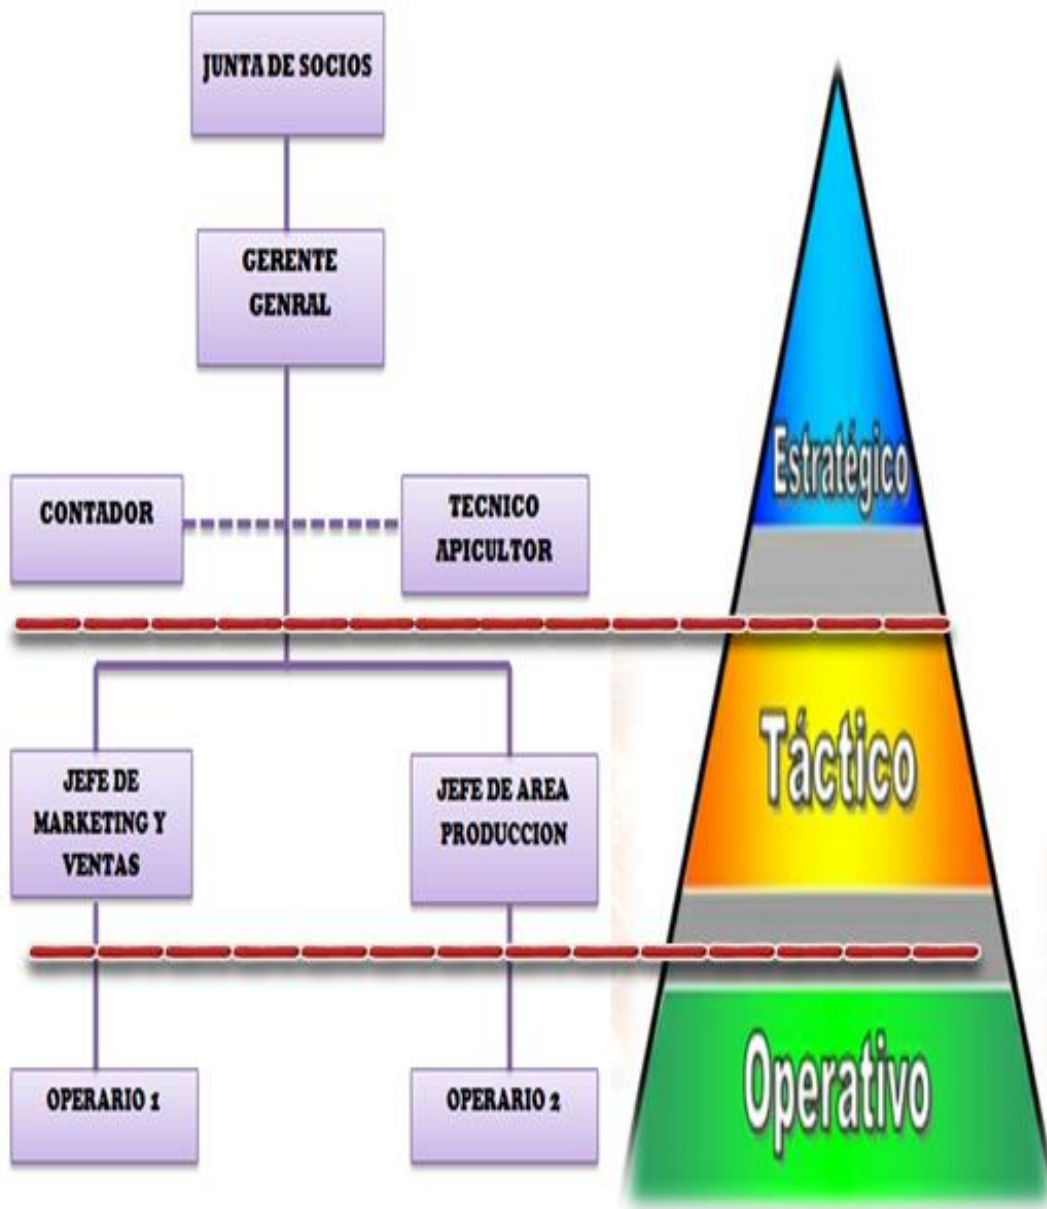 JUNTA DE SOCIOS
GERENTE
GENRAL
CONTADOR
TECNICO
APICULTOR
Estratégico
JEFE DE
MARKETING Y
VENTAS
JEFE DE AREA
PRODUCCION
Táctico
OPERARIO 1
OPERARIO 2
Operativo